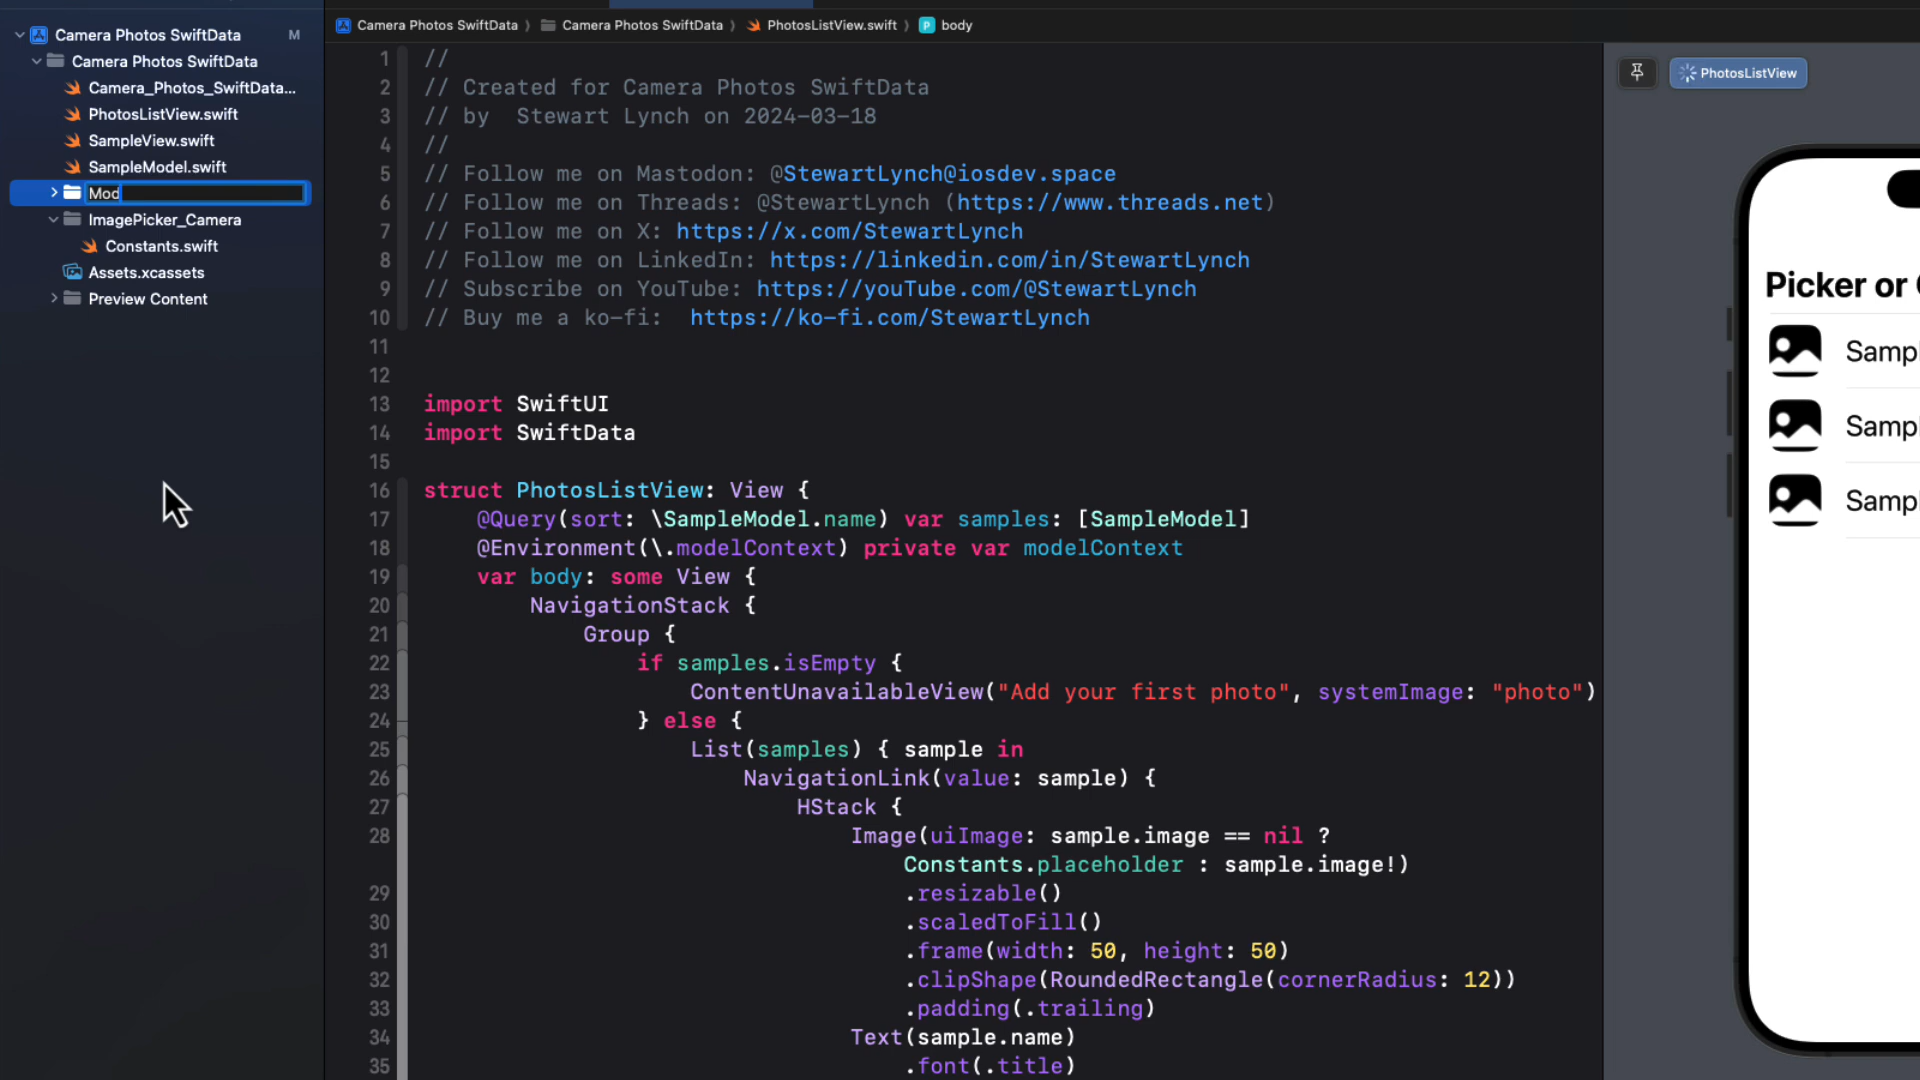 Camera Photos SwiftData M
Camera Photos SwiftData
Camera_Photos_SwiftData...
PhotosListView.swift
SampleView.swift
SampleModel.swift
Mod
ImagePicker_Camera
Constants.swift
Assets.xcassets
Preview Content
Camera Photos SwiftData ⟩ Camera Photos SwiftData ⟩ PhotosListView.swift ⟩ P body
1 //
2 // Created for Camera Photos SwiftData
3 // by  Stewart Lynch on 2024-03-18
4 //
5 // Follow me on Mastodon: @StewartLynch@iosdev.space
6 // Follow me on Threads: @StewartLynch (https://www.threads.net)
7 // Follow me on X: https://x.com/StewartLynch
8 // Follow me on LinkedIn: https://linkedin.com/in/StewartLynch
9 // Subscribe on YouTube: https://youTube.com/@StewartLynch
10 // Buy me a ko-fi:  https://ko-fi.com/StewartLynch
11
12
13 import SwiftUI
14 import SwiftData
15
16 struct PhotosListView: View {
17 @Query(sort: \SampleModel.name) var samples: [SampleModel]
18 @Environment(\.modelContext) private var modelContext
19 var body: some View {
20 NavigationStack {
21 Group {
22 if samples.isEmpty {
23 ContentUnavailableView("Add your first photo", systemImage: "photo")
24 } else {
25 List(samples) { sample in
26 NavigationLink(value: sample) {
27 HStack {
28 Image(uiImage: sample.image == nil ?
Constants.placeholder : sample.image!)
29 .resizable()
30 .scaledToFill()
31 .frame(width: 50, height: 50)
32 .clipShape(RoundedRectangle(cornerRadius: 12))
33 .padding(.trailing)
34 Text(sample.name)
35 .font(.title)
PhotosListView
Picker or
Sampl
Sampl
Sampl